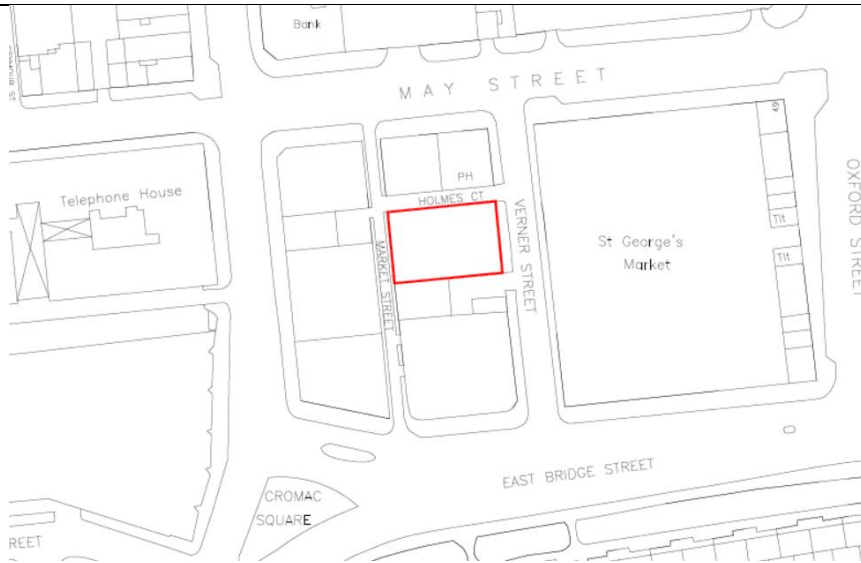 Bank
MAY STREET
Telephone House
PH
HOLMES CT
VERNER STREET
MARKET STREET
St George's
Market
49
Tlt
Tlt
OXFORD STREET
EAST BRIDGE STREET
CROMAC
SQUARE
REET